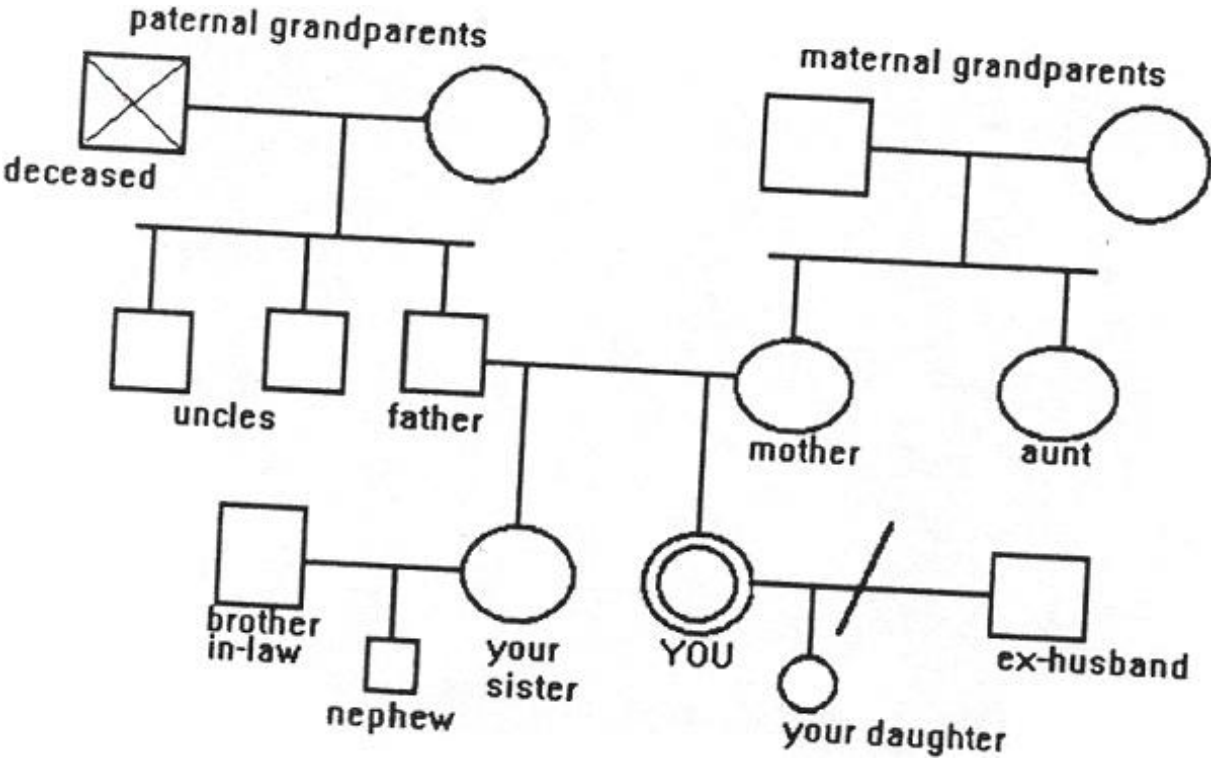 paternal grandparents
maternal grandparents
deceased
uncles
father
mother
aunt
brother
in-law
nephew
your
sister
YOU
your daughter
ex-husband